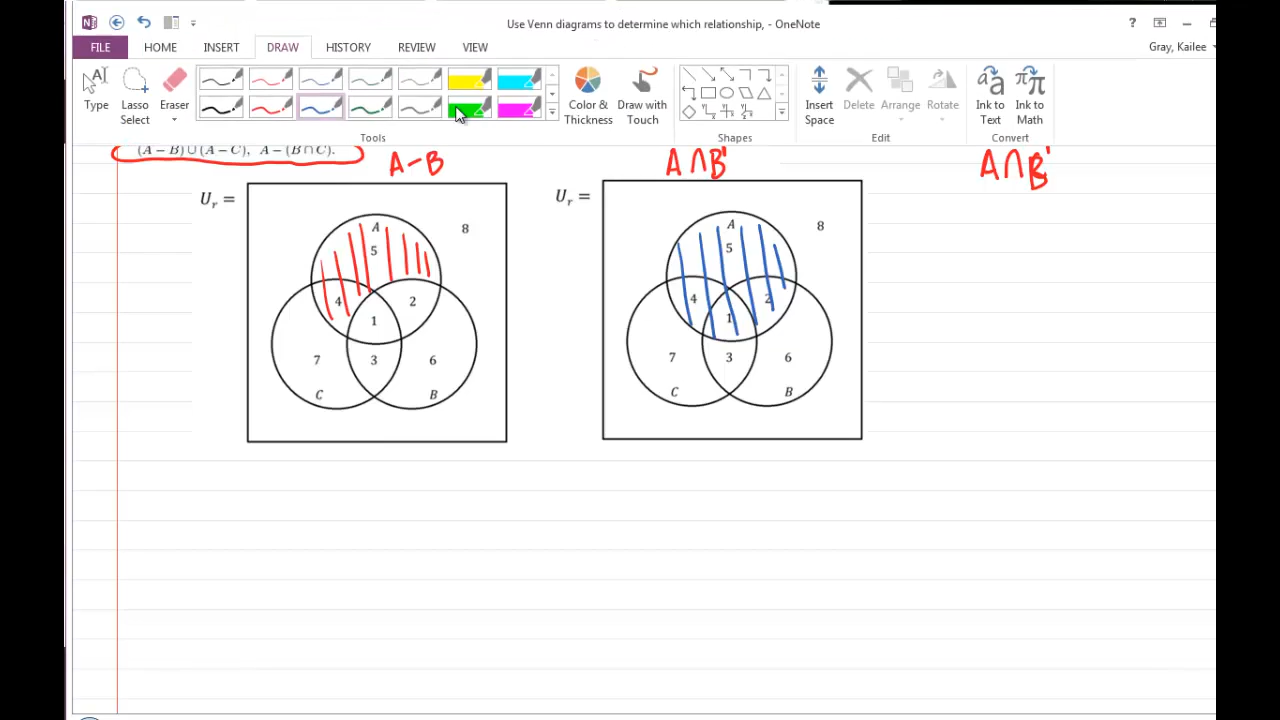 Use Venn diagrams to determine which relationship, - OneNote
?
FILE HOME INSERT DRAW HISTORY REVIEW VIEW
Gray, Kailee
Type
Lasso Select
Eraser
Color & Thickness
Draw with Touch
Insert Space
Delete
Arrange
Rotate
Ink to Text
Ink to Math
Tools
Shapes
Edit
Convert
(A − B) ∪ (A − C), A − (B ∩ C).
A-B
A∩B'
A∩B'
U_r =
A
8
5
4
2
1
7
3
6
C
B
U_r =
A
8
5
4
2
1
7
3
6
C
B